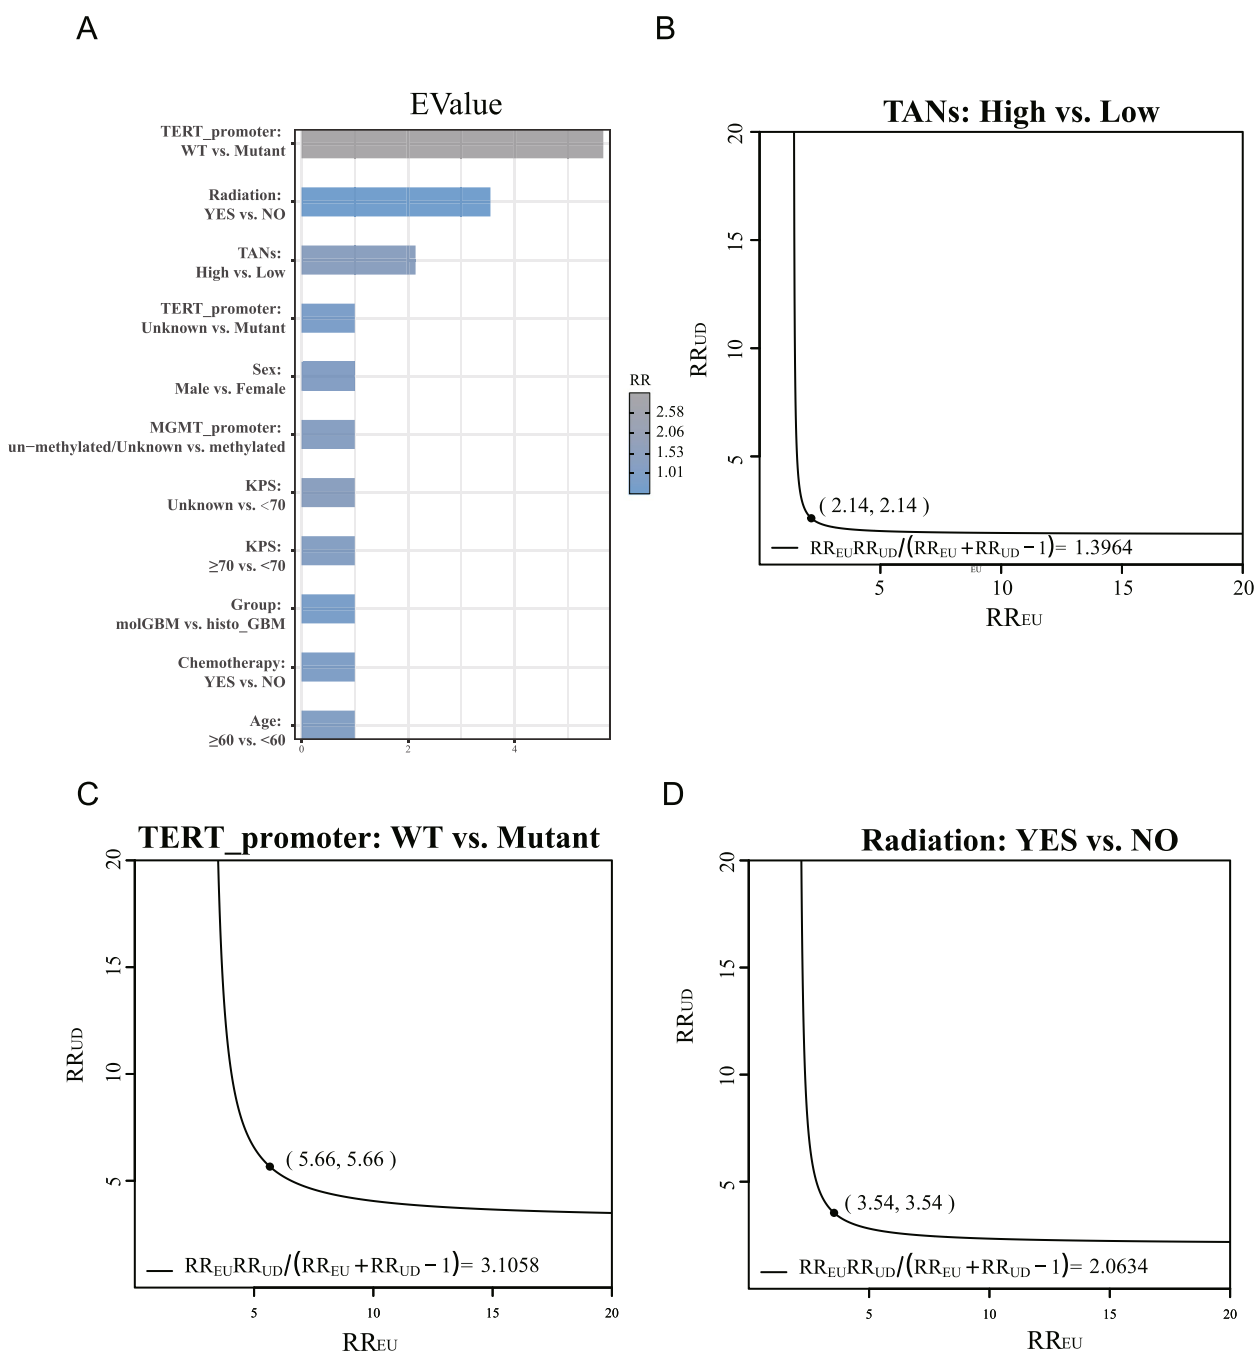 A
EValue
TERT_promoter:
WT vs. Mutant
Radiation:
YES vs. NO
TANs:
High vs. Low
TERT_promoter:
Unknown vs. Mutant
Sex:
Male vs. Female
MGMT_promoter:
un−methylated/Unknown vs. methylated
KPS:
Unknown vs. <70
KPS:
≥70 vs. <70
Group:
molGBM vs. histo_GBM
Chemotherapy:
YES vs. NO
Age:
≥60 vs. <60
0 2 4
RR
2.58
2.06
1.53
1.01
B
TANs: High vs. Low
20
15
10
5
RRUD
( 2.14, 2.14 )
RREURRUD/(RREU+RRUD−1)= 1.3964
EU
5 10 15 20
RREU
C
TERT_promoter: WT vs. Mutant
20
15
10
5
RRUD
( 5.66, 5.66 )
RREURRUD/(RREU+RRUD−1)= 3.1058
5 10 15 20
RREU
D
Radiation: YES vs. NO
20
15
10
5
RRUD
( 3.54, 3.54 )
RREURRUD/(RREU+RRUD−1)= 2.0634
5 10 15 20
RREU